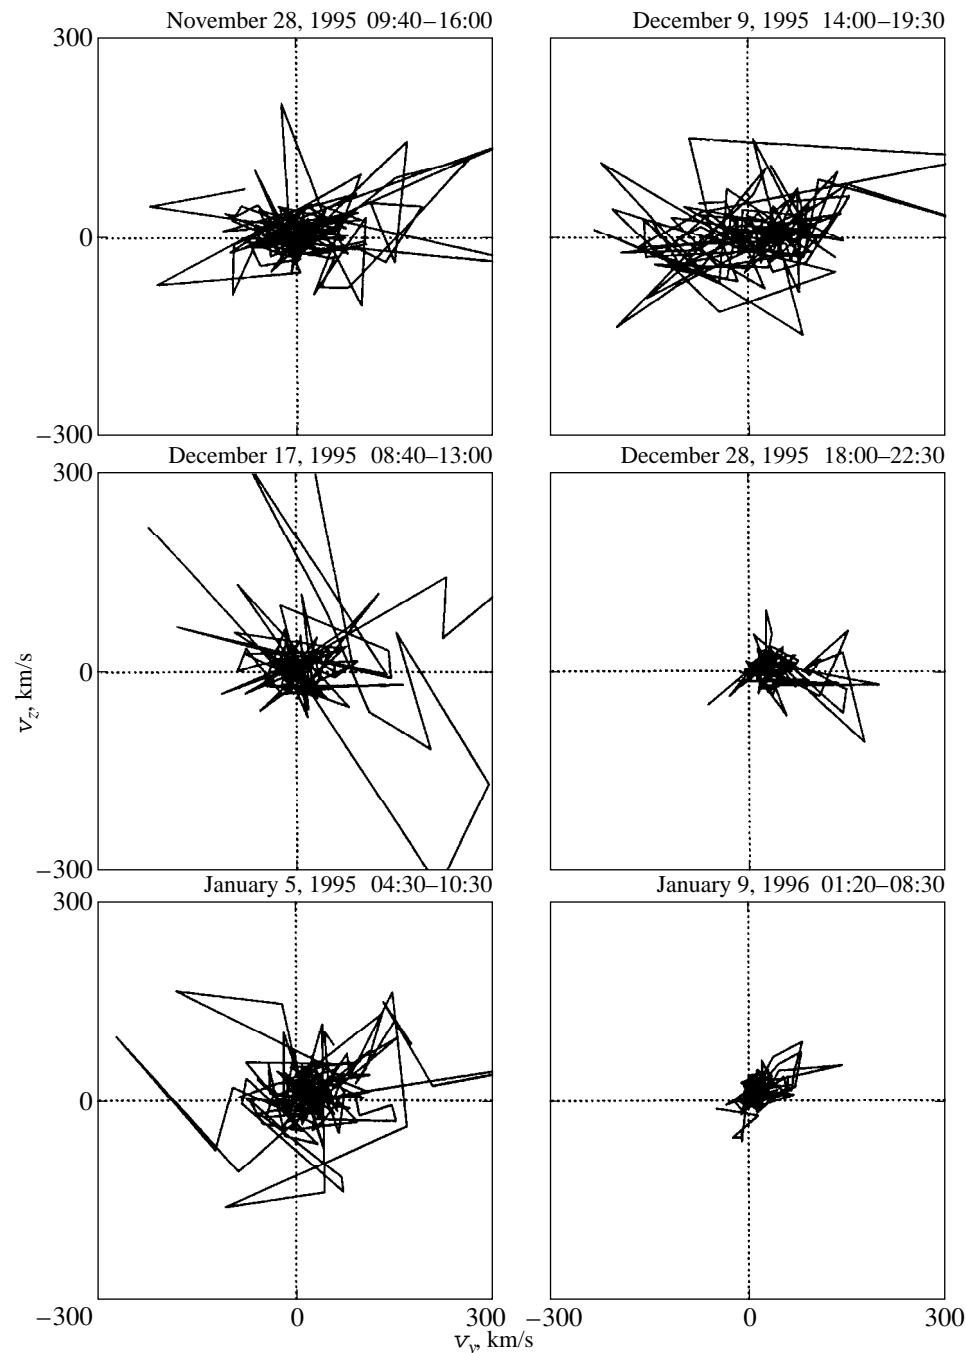 November 28, 1995 09:40–16:00
December 9, 1995 14:00–19:30
300
0
−300
December 17, 1995 08:40–13:00
December 28, 1995 18:00–22:30
300
0
−300
v_z, km/s
January 5, 1995 04:30–10:30
January 9, 1996 01:20–08:30
300
0
−300
0
300
−300
0
300
v_y, km/s